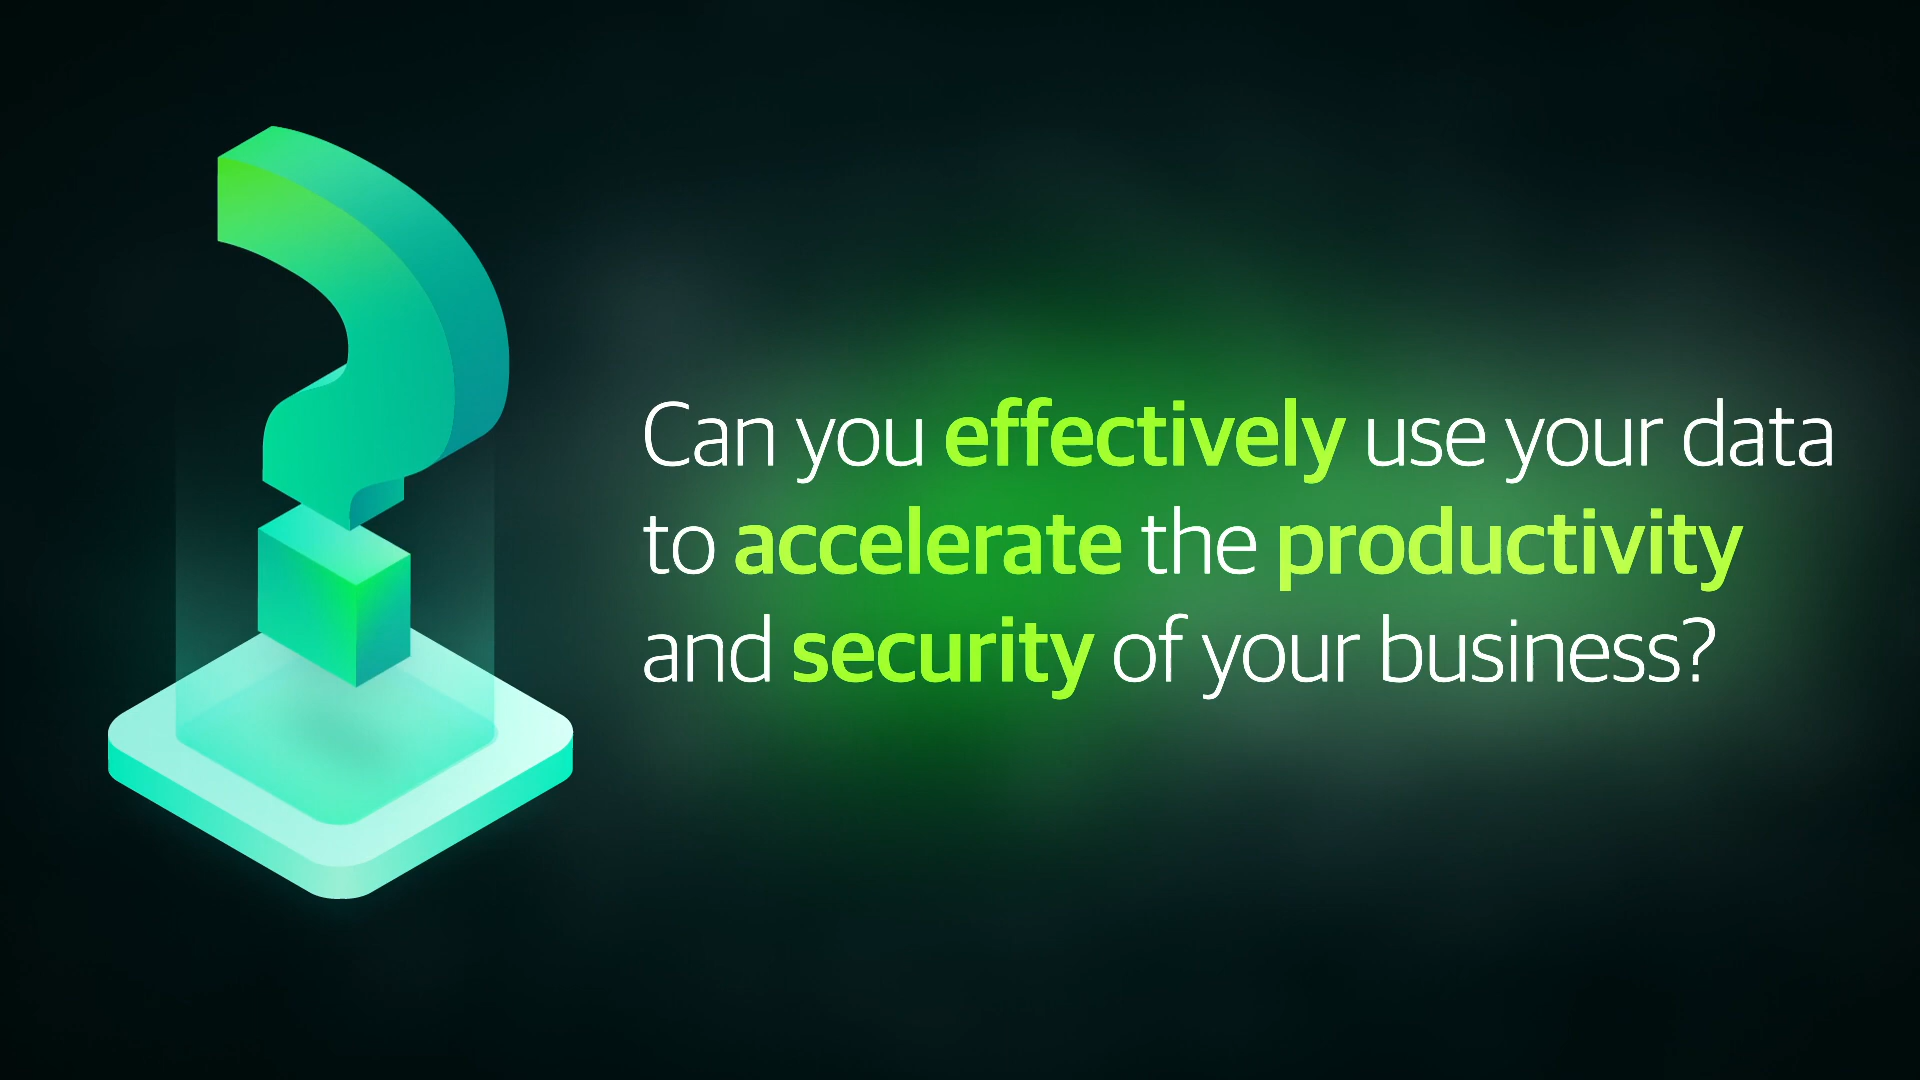 Can you effectively use your data
to accelerate the productivity
and security of your business?